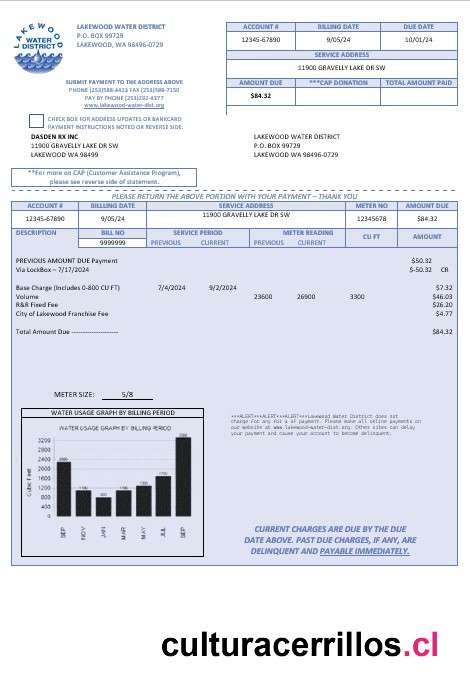 LAKEWOOD
WATER
DISTRICT
LAKEWOOD WATER DISTRICT
P.O. BOX 99729
LAKEWOOD, WA 98496-0729
SUBMIT PAYMENT TO THE ADDRESS ABOVE
PHONE (253)588-4423 FAX (253)588-7150
PAY BY PHONE (253)292-4377
www.lakewood-water-dist.org
CHECK BOX FOR ADDRESS UPDATES OR BANKCARD
PAYMENT INSTRUCTIONS NOTED OR REVERSE SIDE.
ACCOUNT # BILLING DATE DUE DATE
12345-67890 9/05/24 10/01/24
SERVICE ADDRESS
11900 GRAVELLY LAKE DR SW
AMOUNT DUE ***CAP DONATION TOTAL AMOUNT PAID
$84.32
DASDEN RX INC
11900 GRAVELLY LAKE DR SW
LAKEWOOD WA 98499
LAKEWOOD WATER DISTRICT
P.O. BOX 99729
LAKEWOOD, WA 98496-0729
**For more on CAP (Customer Assistance Program),
please see reverse side of statement.
PLEASE RETURN THE ABOVE PORTION WITH YOUR PAYMENT – THANK YOU
ACCOUNT # BILLLING DATE SERVICE ADDRESS METER NO AMOUNT DUE
12345-67890 9/05/24 11900 GRAVELLY LAKE DR SW 12345678 $84.32
DESCRIPTION BILL NO SERVICE PERIOD METER READING CU FT AMOUNT
9999999 PREVIOUS CURRENT PREVIOUS CURRENT
PREVIOUS AMOUNT DUE Payment $50.32
Via LockBox – 7/17/2024 $-50.32 CR
Base Charge (Includes 0-800 CU FT) 7/4/2024 9/2/2024 $7.32
Volume 23600 26900 3300 $46.03
R&R Fixed Fee $26.20
City of Lakewood Franchise Fee $4.77
Total Amount Due -------------------- $84.32
METER SIZE: 5/8
WATER USAGE GRAPH BY BILLING PERIOD
WATER USAGE GRAPH BY BILLING PERIOD
Cubic Feet
3200
2800
2400
2000
1600
1200
800
400
0
SEP NOV JAN MAR MAY JUL SEP
***ALERT***ALERT***ALERT***Lakewood Water District does not
charge for any for a of payment. Please make all online payments on
our website at www.lakewood-water-dist.org. Other sites can delay
your payment and cause your account to become delinquent.
CURRENT CHARGES ARE DUE BY THE DUE
DATE ABOVE. PAST DUE CHARGES, IF ANY, ARE
DELINQUENT AND PAYABLE IMMEDIATELY.
culturacerrillos.cl